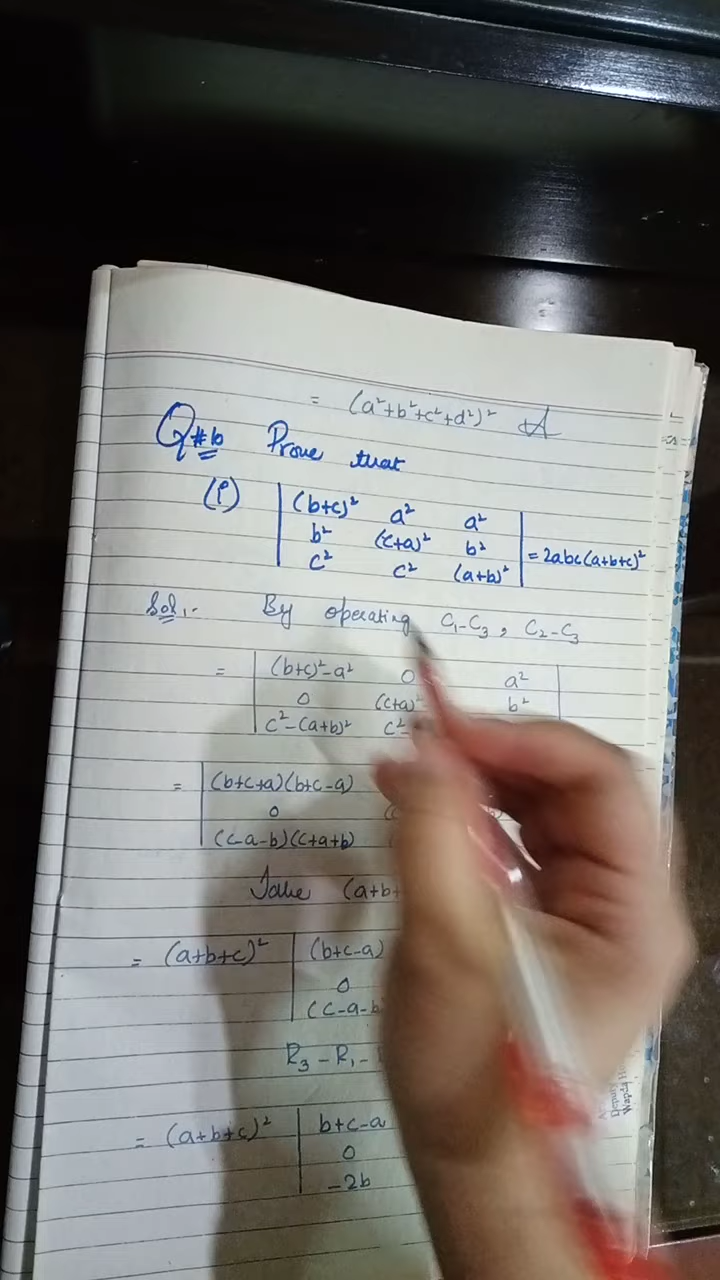 = (a²+b²+c²+d²)²
Q#6 Prove that
(P) | (b+c)² a² a² |
| b² (c+a)² b² | = 2abc(a+b+c)²
| c² c² (a+b)² |
Sol:- By operating C₁-C₃, C₂-C₃
= | (b+c)²-a² 0 a² |
| 0 (c+a)² b² |
| c²-(a+b)² c²-
= | (b+c+a)(b+c-a)
| 0
| (c-a-b)(c+a+b)
Take (a+b+
= (a+b+c)² | (b+c-a)
| 0
| (c-a-b
R₃-R₁-
= (a+b+c)² | b+c-a
| 0
| -2b